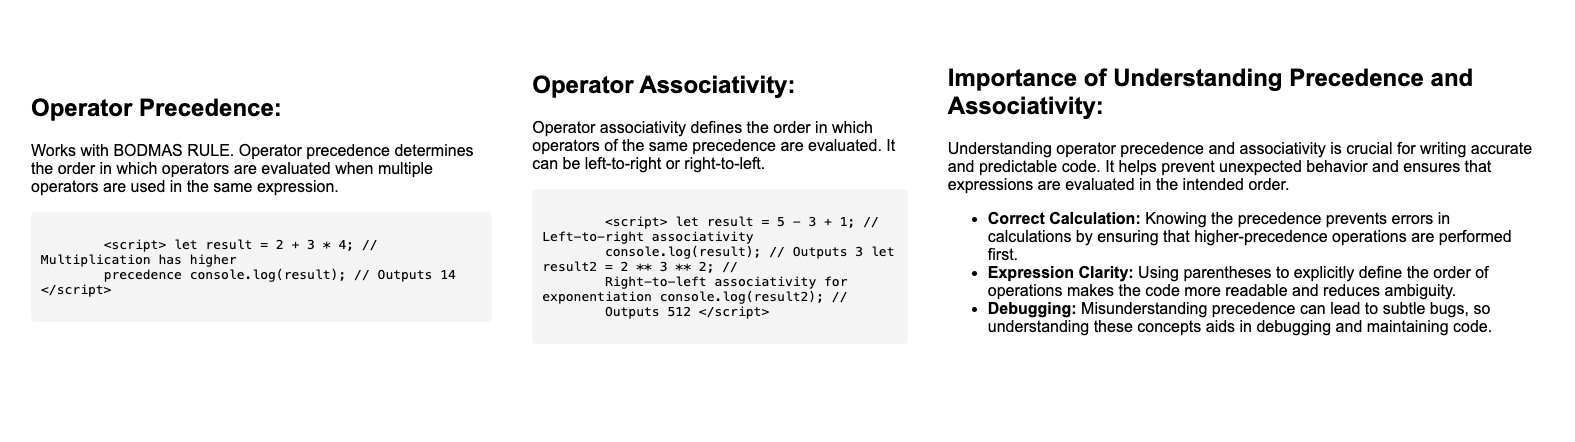 Operator Precedence:
Works with BODMAS RULE. Operator precedence determines
the order in which operators are evaluated when multiple
operators are used in the same expression.
<script> let result = 2 + 3 * 4; //
Multiplication has higher
precedence console.log(result); // Outputs 14
</script>
Operator Associativity:
Operator associativity defines the order in which
operators of the same precedence are evaluated. It
can be left-to-right or right-to-left.
<script> let result = 5 - 3 + 1; //
Left-to-right associativity
console.log(result); // Outputs 3 let
result2 = 2 ** 3 ** 2; //
Right-to-left associativity for
exponentiation console.log(result2); //
Outputs 512 </script>
Importance of Understanding Precedence and
Associativity:
Understanding operator precedence and associativity is crucial for writing accurate
and predictable code. It helps prevent unexpected behavior and ensures that
expressions are evaluated in the intended order.
• Correct Calculation: Knowing the precedence prevents errors in
calculations by ensuring that higher-precedence operations are performed
first.
• Expression Clarity: Using parentheses to explicitly define the order of
operations makes the code more readable and reduces ambiguity.
• Debugging: Misunderstanding precedence can lead to subtle bugs, so
understanding these concepts aids in debugging and maintaining code.